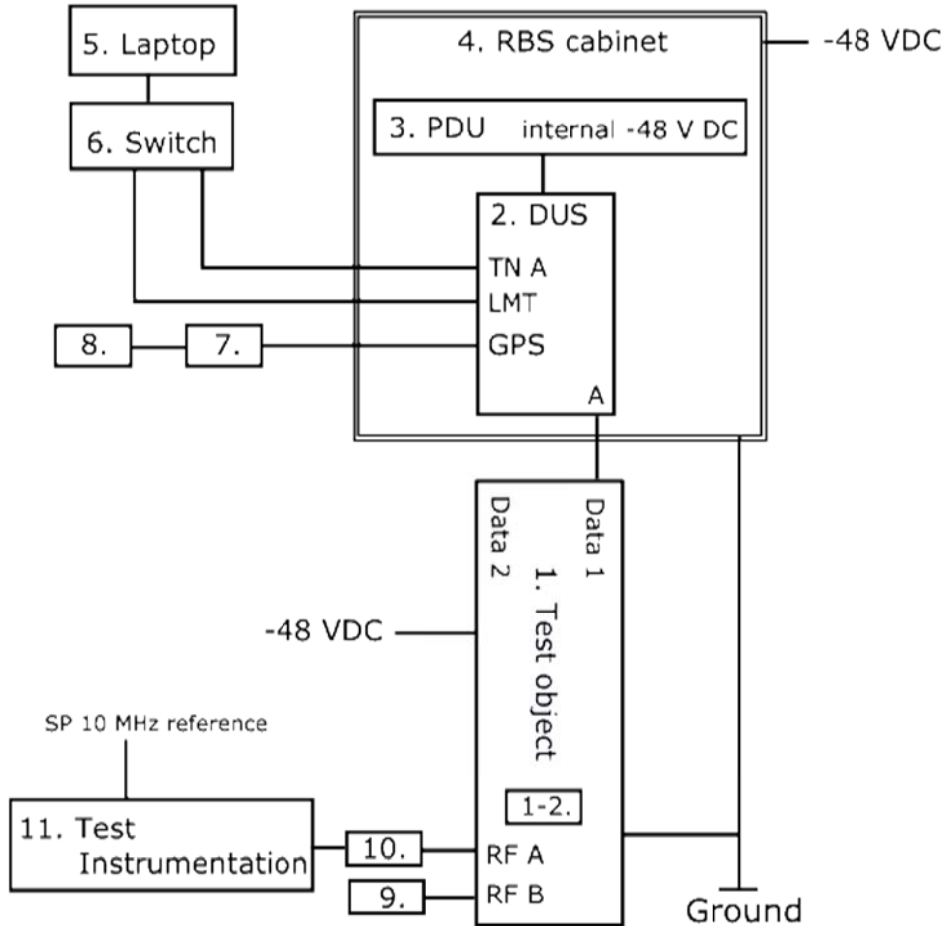 5. Laptop
4. RBS cabinet
-48 VDC
3. PDU internal -48 V DC
6. Switch
2. DUS
TN A
LMT
8.
7.
GPS
A
Data 2
Data 1
1. Test object
-48 VDC
SP 10 MHz reference
1-2.
11. Test
Instrumentation
10.
RF A
9.
RF B
Ground